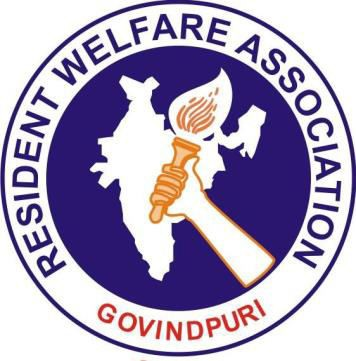 RESIDENT WELFARE ASSOCIATION
GOVINDPURI